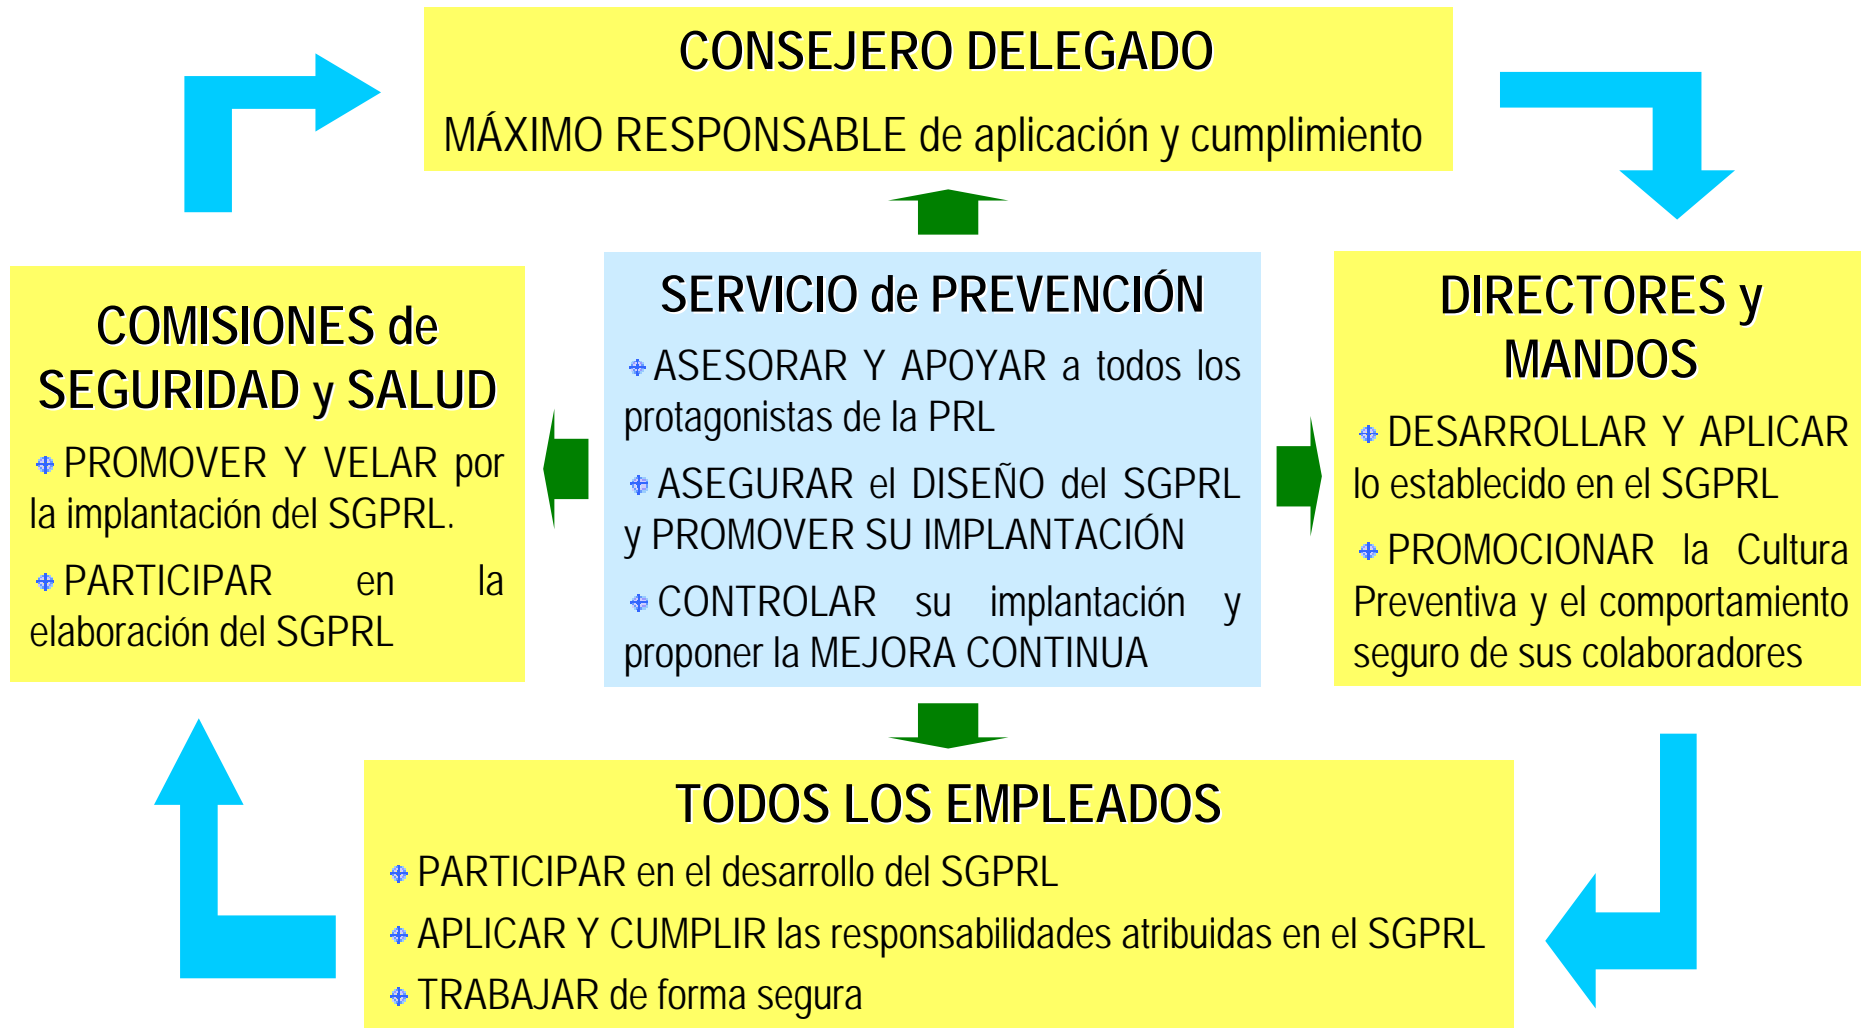 CONSEJERO DELEGADO
MÁXIMO RESPONSABLE de aplicación y cumplimiento
COMISIONES de
SEGURIDAD y SALUD
PROMOVER Y VELAR por
la implantación del SGPRL.
PARTICIPAR en la
elaboración del SGPRL
SERVICIO de PREVENCIÓN
ASESORAR Y APOYAR a todos los
protagonistas de la PRL
ASEGURAR el DISEÑO del SGPRL
y PROMOVER SU IMPLANTACIÓN
CONTROLAR su implantación y
proponer la MEJORA CONTINUA
DIRECTORES y
MANDOS
DESARROLLAR Y APLICAR
lo establecido en el SGPRL
PROMOCIONAR la Cultura
Preventiva y el comportamiento
seguro de sus colaboradores
TODOS LOS EMPLEADOS
PARTICIPAR en el desarrollo del SGPRL
APLICAR Y CUMPLIR las responsabilidades atribuidas en el SGPRL
TRABAJAR de forma segura